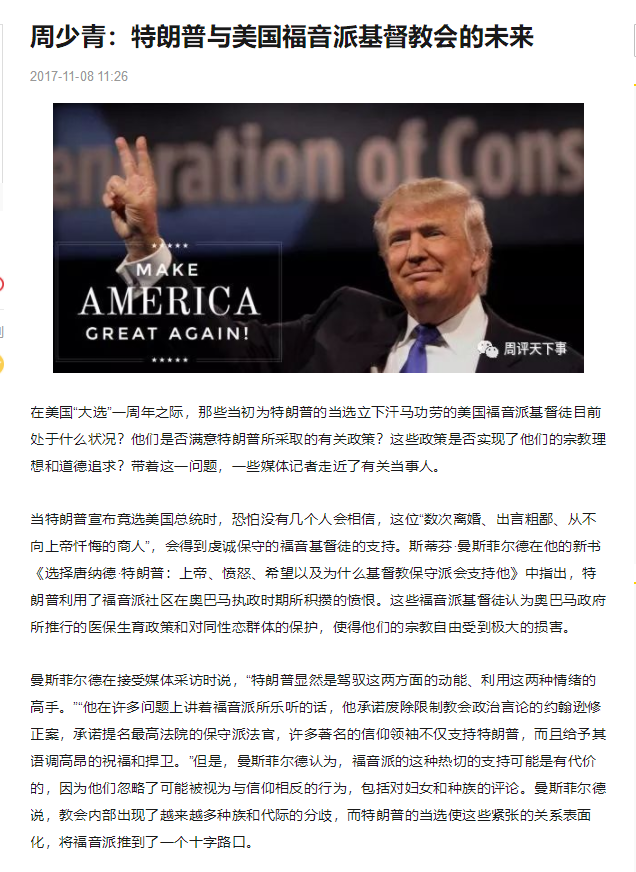 周少青：特朗普与美国福音派基督教会的未来
2017-11-08 11:26
eneration of Cons
MAKE
AMERICA
GREAT AGAIN!
周评天下事
在美国“大选”一周年之际，那些当初为特朗普的当选立下汗马功劳的美国福音派基督徒目前
处于什么状况？他们是否满意特朗普所采取的有关政策？这些政策是否实现了他们的宗教理
想和道德追求？带着这一问题，一些媒体记者走近了有关当事人。
当特朗普宣布竞选美国总统时，恐怕没有几个人会相信，这位“数次离婚、出言粗鄙、从不
向上帝忏悔的商人”，会得到虔诚保守的福音基督徒的支持。斯蒂芬·曼斯菲尔德在他的新书
《选择唐纳德·特朗普：上帝、愤怒、希望以及为什么基督教保守派会支持他》中指出，特
朗普利用了福音派社区在奥巴马执政时期所积攒的愤恨。这些福音派基督徒认为奥巴马政府
所推行的医保生育政策和对同性恋群体的保护，使得他们的宗教自由受到极大的损害。
曼斯菲尔德在接受媒体采访时说，“特朗普显然是驾驭这两方面的动能、利用这两种情绪的
高手。”“他在许多问题上讲着福音派所乐听的话，他承诺废除限制教会政治言论的约翰逊修
正案，承诺提名最高法院的保守派法官，许多著名的信仰领袖不仅支持特朗普，而且给予其
语调高昂的祝福和捍卫。”但是，曼斯菲尔德认为，福音派的这种热切的支持可能是有代价
的，因为他们忽略了可能被视为与信仰相反的行为，包括对妇女和种族的评论。曼斯菲尔德
说，教会内部出现了越来越多种族和代际的分歧，而特朗普的当选使这些紧张的关系表面
化，将福音派推到了一个十字路口。